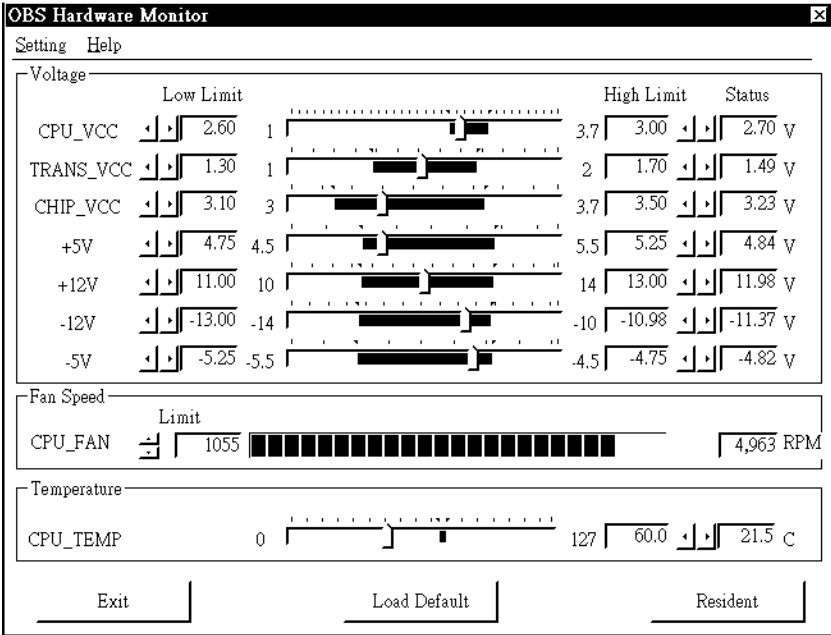 OBS Hardware Monitor
Setting Help
Voltage
Low Limit High Limit Status
CPU_VCC 2.60 1 3.7 3.00 2.70 V
TRANS_VCC 1.30 1 2 1.70 1.49 V
CHIP_VCC 3.10 3 3.7 3.50 3.23 V
+5V 4.75 4.5 5.5 5.25 4.84 V
+12V 11.00 10 14 13.00 11.98 V
-12V -13.00 -14 -10 -10.98 -11.37 V
-5V -5.25 -5.5 -4.5 -4.75 -4.82 V
Fan Speed
Limit
CPU_FAN 1055 4,963 RPM
Temperature
CPU_TEMP 0 127 60.0 21.5 C
Exit Load Default Resident